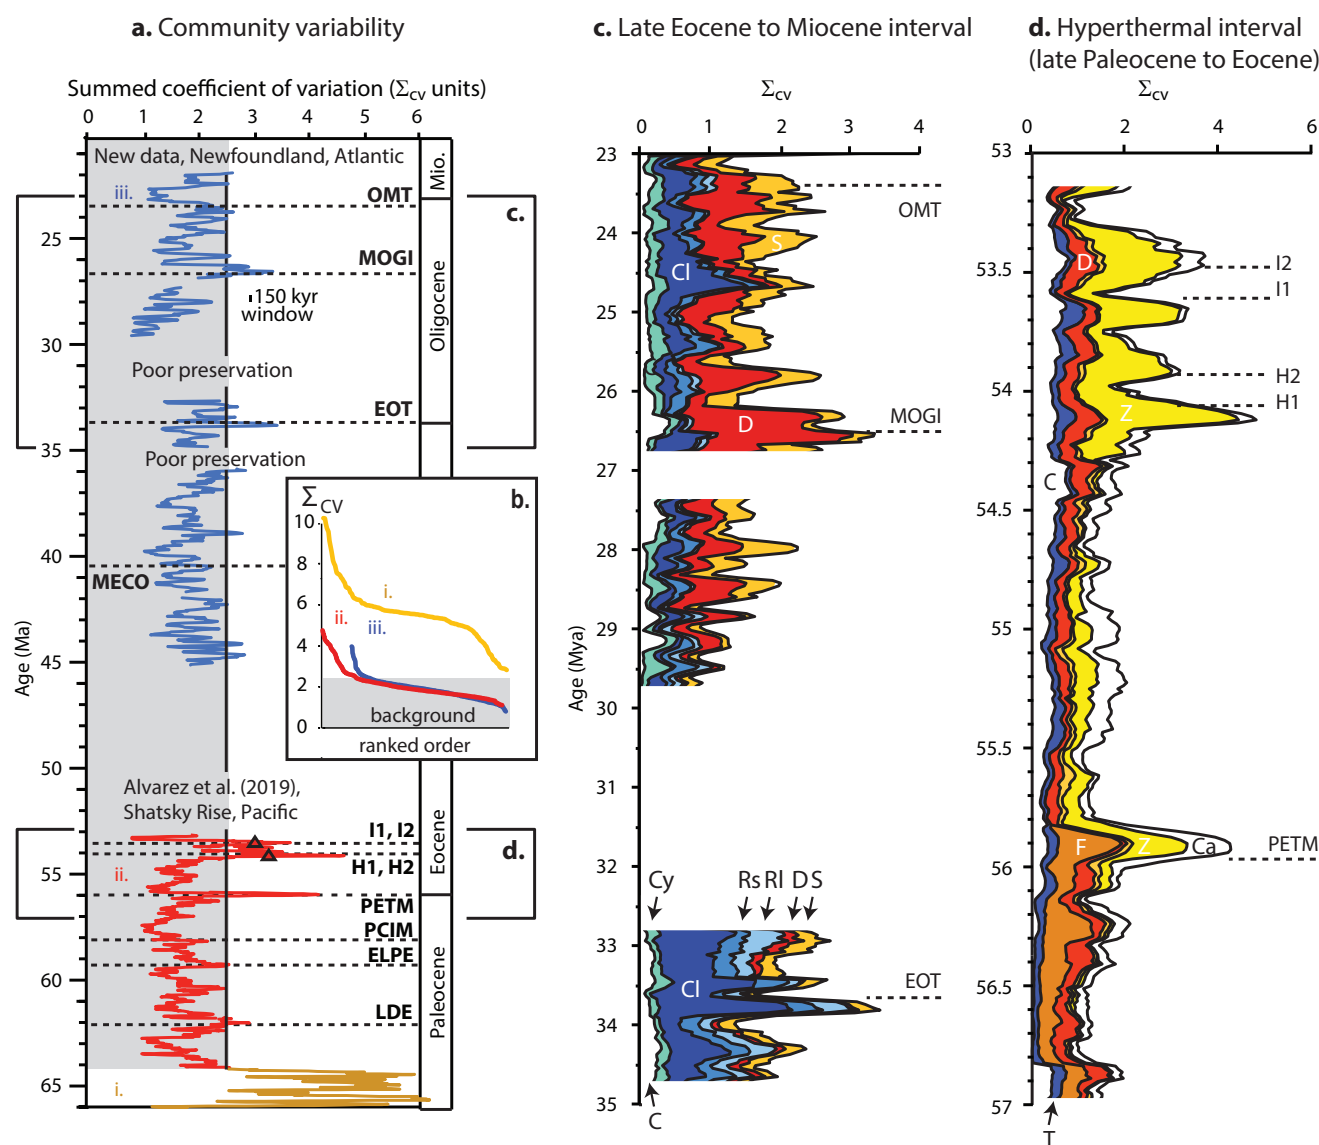 a. Community variability
Summed coefficient of variation (Σcv units)
0 1 2 3 4 5 6
New data, Newfoundland, Atlantic
iii.
OMT
MOGI
150 kyr
window
Poor preservation
EOT
Poor preservation
MECO
Alvarez et al. (2019),
Shatsky Rise, Pacific
I1, I2
H1, H2
ii.
PETM
PCIM
ELPE
LDE
i.
Age (Ma)
25
30
35
40
45
50
55
60
65
Mio.
Oligocene
Eocene
Paleocene
c.
d.
b.
ΣCV
10
8
6
4
2
0
i.
ii.
iii.
background
ranked order
c. Late Eocene to Miocene interval
Σcv
0 1 2 3 4
Age (Mya)
23
24
25
26
27
28
29
30
31
32
33
34
35
OMT
S
Cl
D
MOGI
Cy Rs Rl D S
Cl
EOT
C
d. Hyperthermal interval
(late Paleocene to Eocene)
Σcv
0 2 4 6
53
53.5
54
54.5
55
55.5
56
56.5
57
D
I2
I1
H2
H1
Z
C
F Z Ca
PETM
T